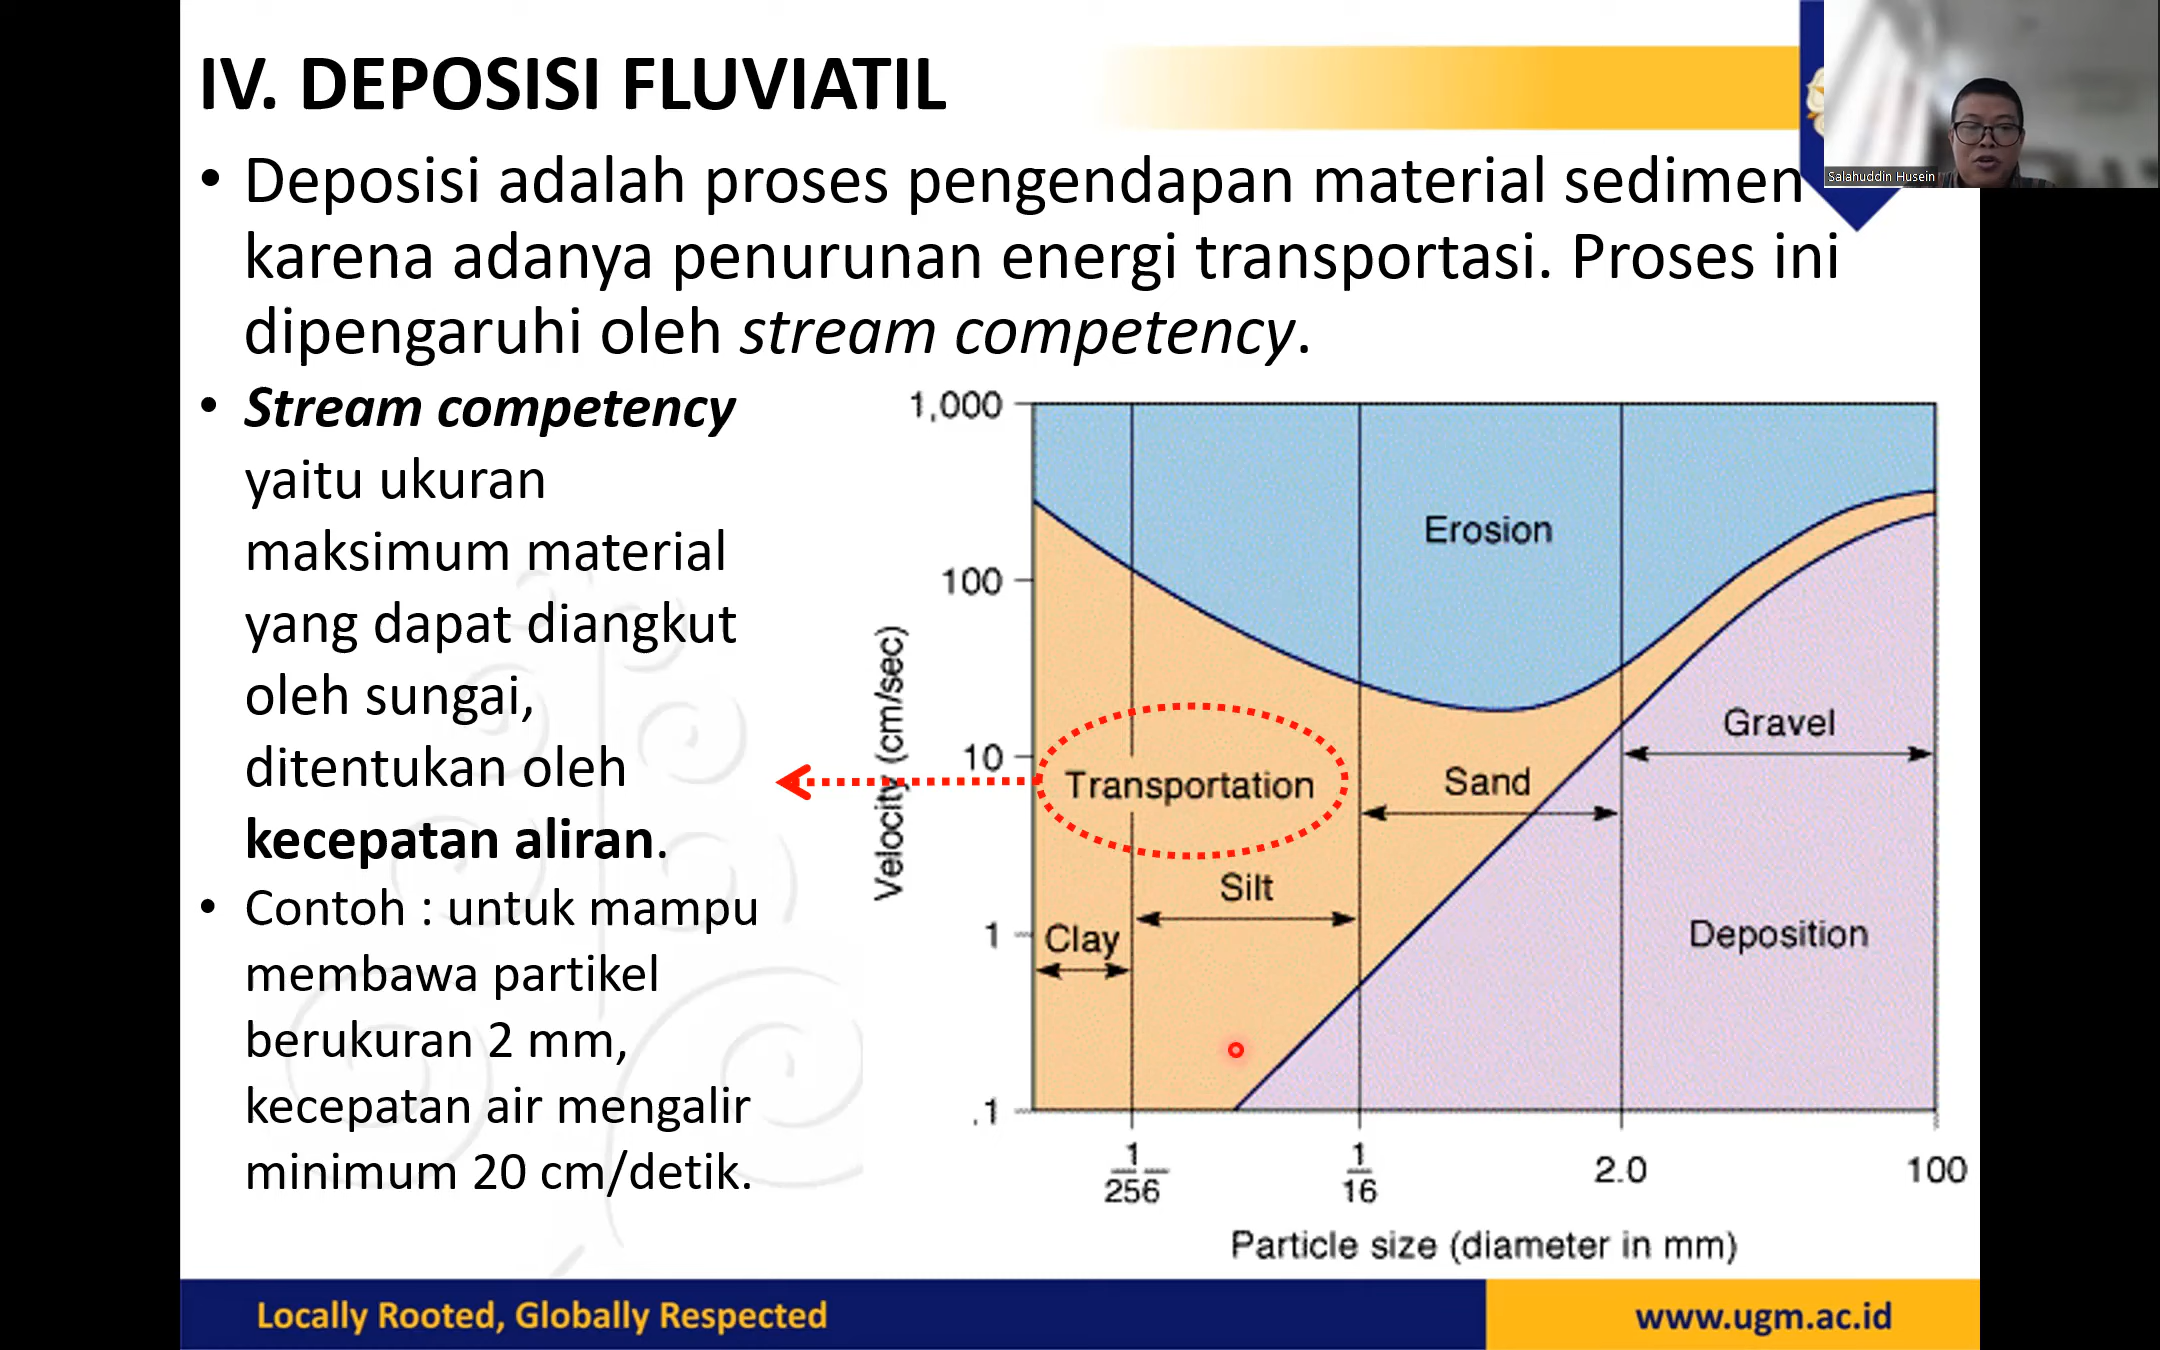 IV. DEPOSISI FLUVIATIL
Salahuddin Husein
• Deposisi adalah proses pengendapan material sedimen
karena adanya penurunan energi transportasi. Proses ini
dipengaruhi oleh stream competency.
• Stream competency
yaitu ukuran
maksimum material
yang dapat diangkut
oleh sungai,
ditentukan oleh
kecepatan aliran.
• Contoh : untuk mampu
membawa partikel
berukuran 2 mm,
kecepatan air mengalir
minimum 20 cm/detik.
Velocity (cm/sec)
1,000
100
10
1
.1
Erosion
Transportation
Gravel
Sand
Silt
Clay
Deposition
1/256
1/16
2.0
100
Particle size (diameter in mm)
Locally Rooted, Globally Respected
www.ugm.ac.id